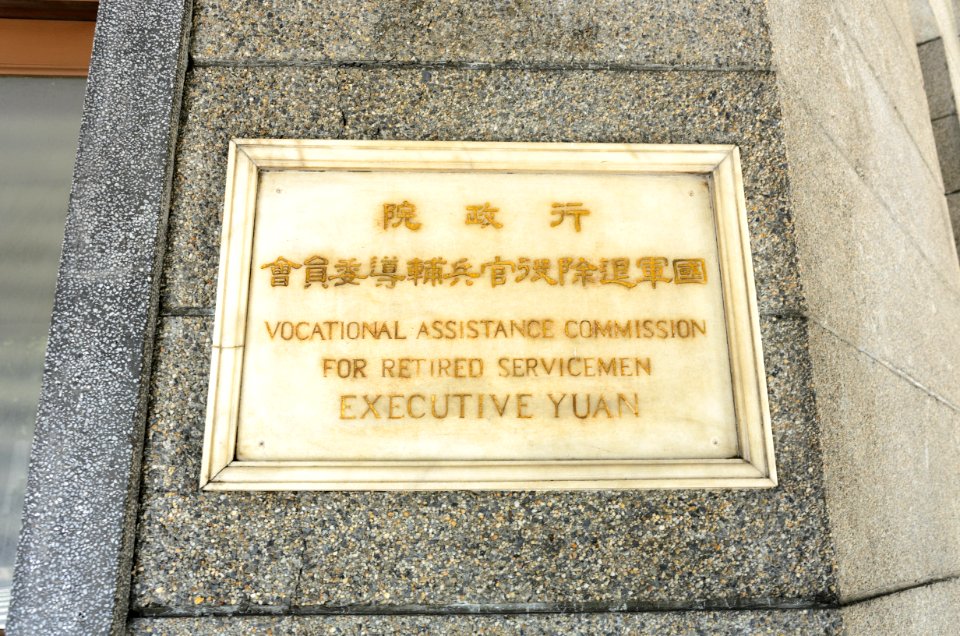 行政院
國軍退除役官兵輔導委員會
VOCATIONAL ASSISTANCE COMMISSION
FOR RETIRED SERVICEMEN
EXECUTIVE YUAN